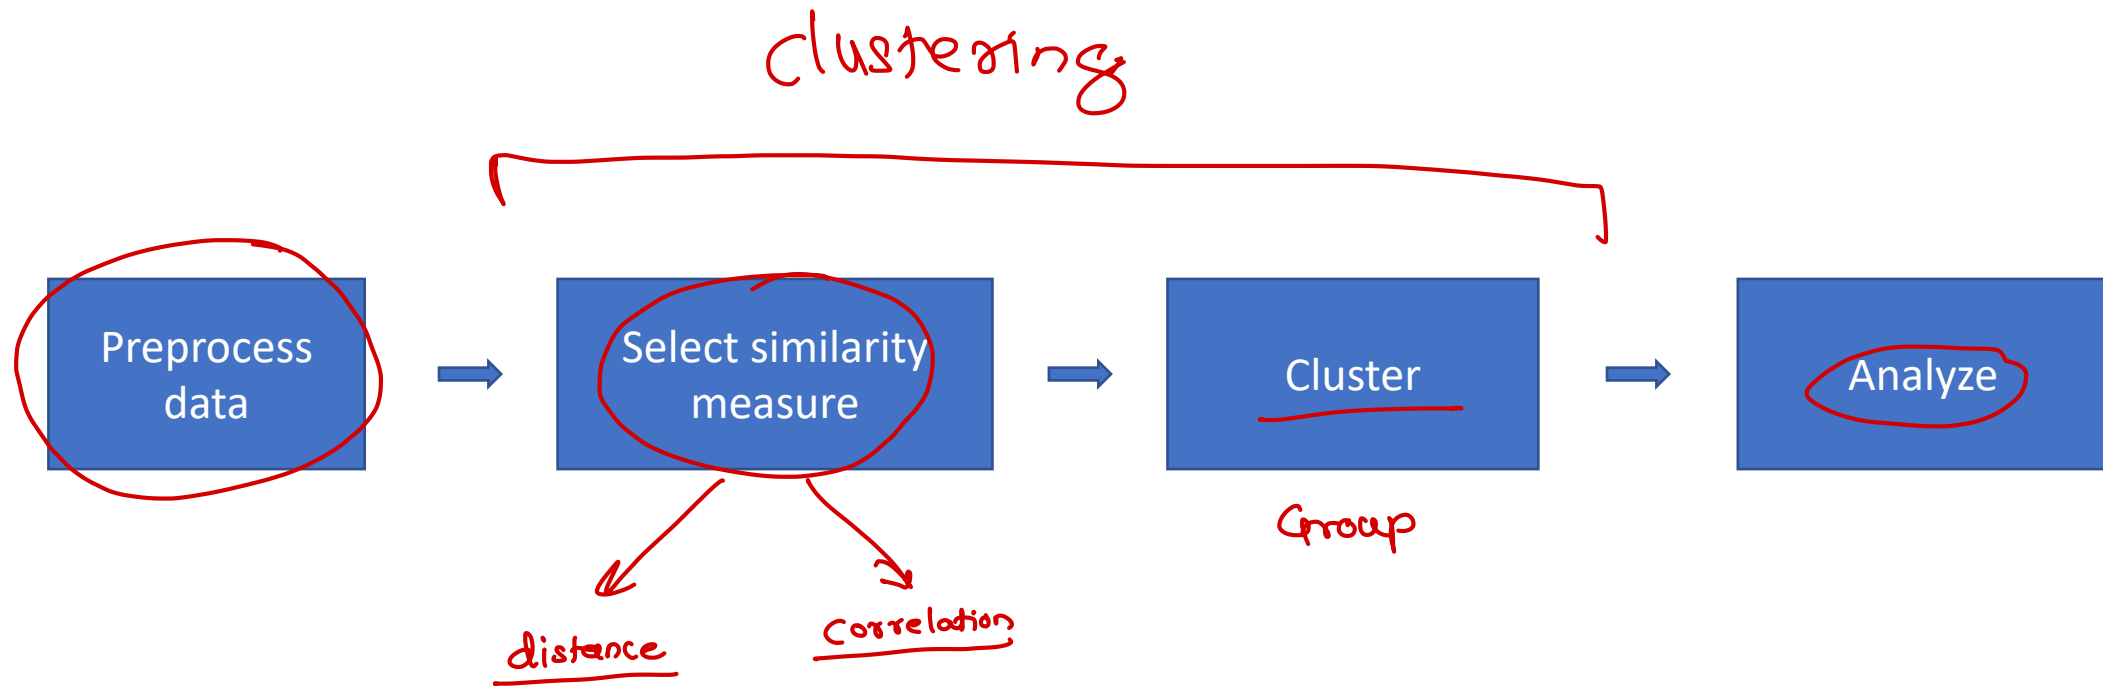 Clustering
Preprocess
data
Select similarity
measure
Cluster
Analyze
Group
distance
correlation